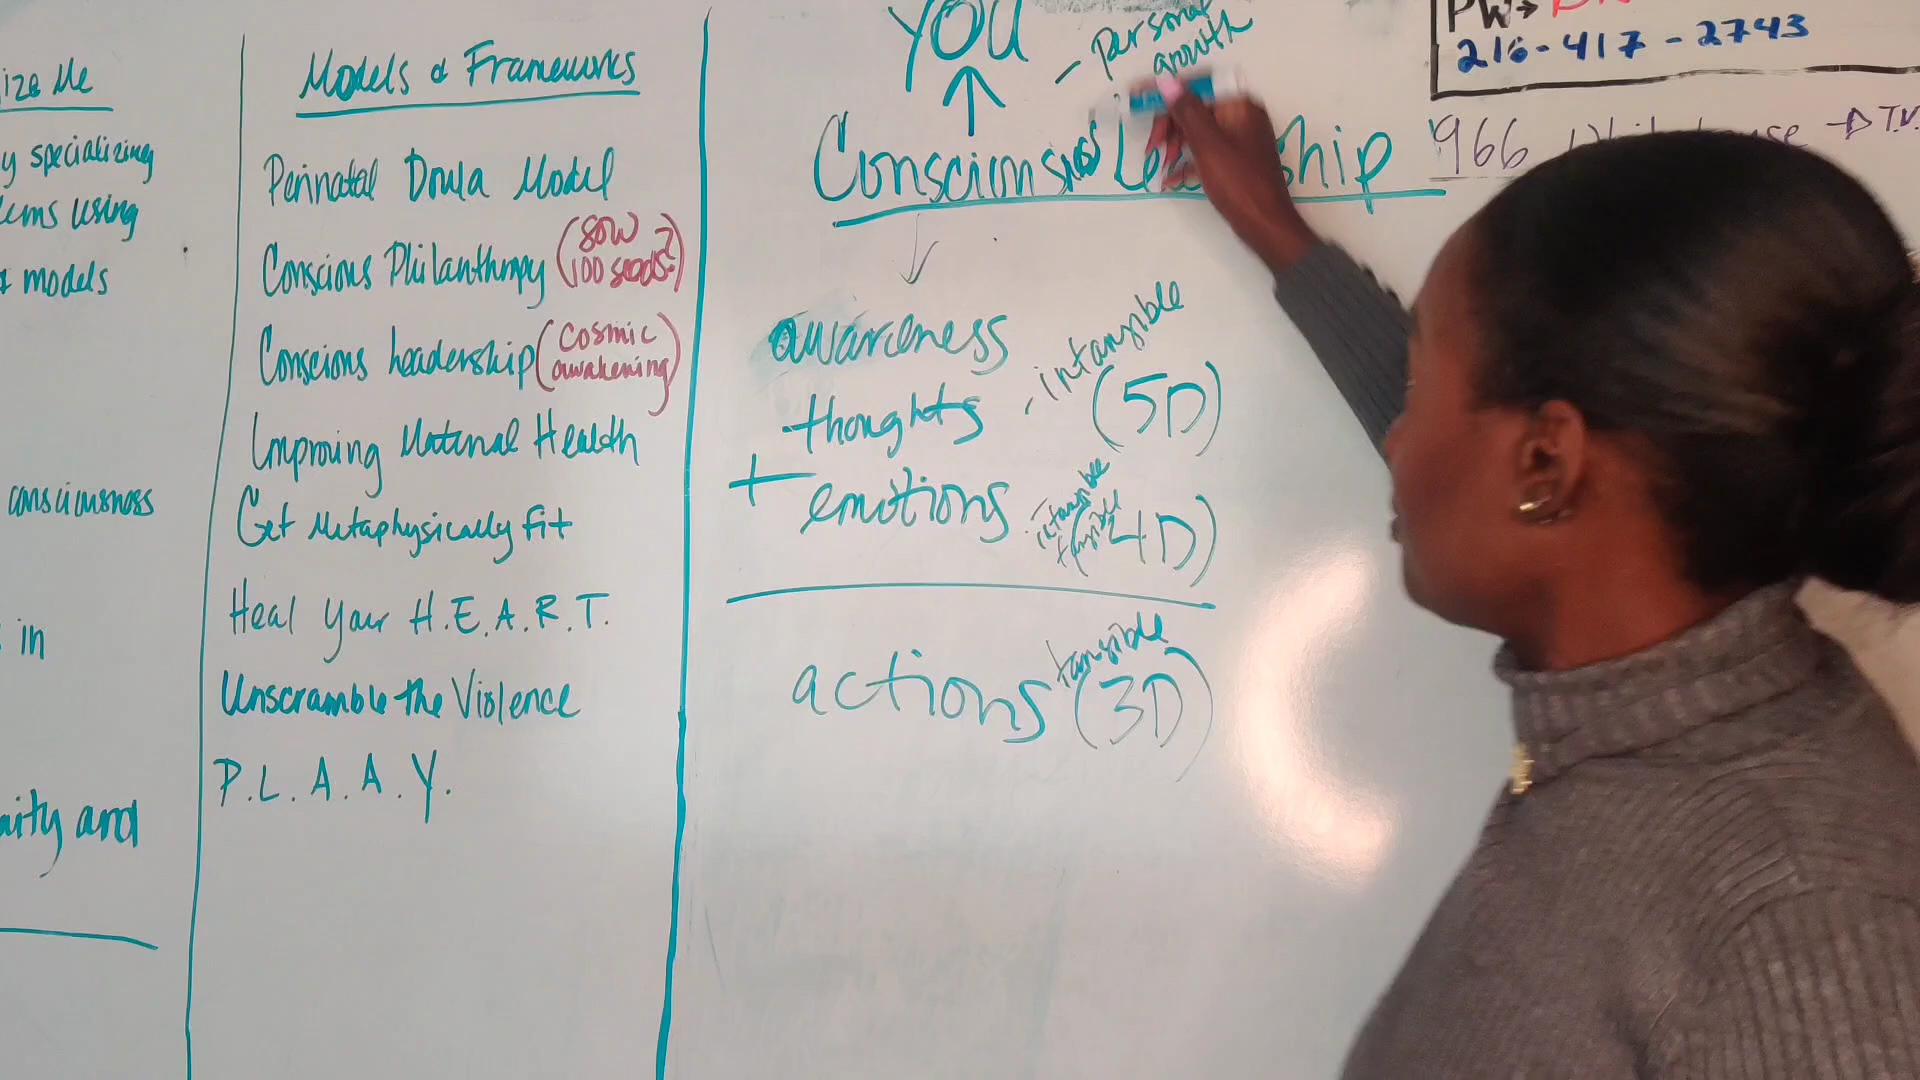 ize Me
y specializing
ems using
models
consciousness
in
and
Models & Frameworks
Perinatal Doula Model
Conscious Philanthropy (SOW 100 seeds?)
Conscious Leadership (cosmic awakening)
Improving Maternal Health
Get Metaphysically Fit
Heal Your H.E.A.R.T.
Unscramble the Violence
P.L.A.A.Y.
YOU
- personal growth
Conscious Leadership
awareness
thoughts - intangible (5D)
+ emotions intangible tangible (4D)
actions tangible (3D)
PW→
216-417-2743
966
→ T.V.